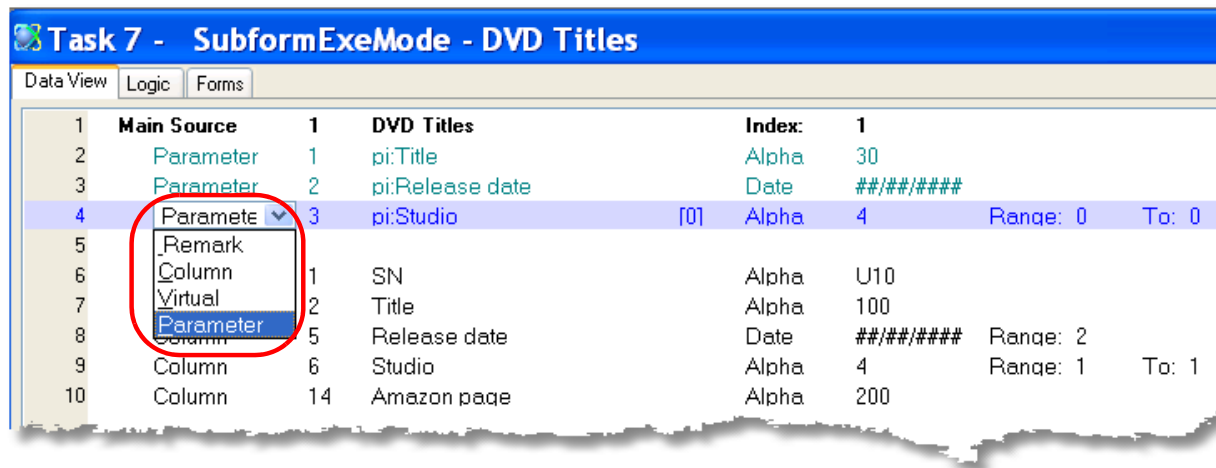 Task 7 - SubformExeMode - DVD Titles
Data View Logic Forms
1 Main Source 1 DVD Titles Index: 1
2 Parameter 1 pi:Title Alpha 30
3 Parameter 2 pi:Release date Date ##/##/####
4 Paramete 3 pi:Studio [0] Alpha 4 Range: 0 To: 0
5 Remark
6 Column 1 SN Alpha U10
7 Virtual 2 Title Alpha 100
Parameter
8 Column 5 Release date Date ##/##/#### Range: 2
9 Column 6 Studio Alpha 4 Range: 1 To: 1
10 Column 14 Amazon page Alpha 200